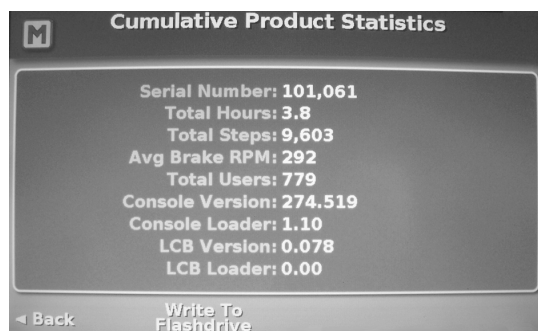 M
Cumulative Product Statistics
Serial Number: 101,061
Total Hours: 3.8
Total Steps: 9,603
Avg Brake RPM: 292
Total Users: 779
Console Version: 274.519
Console Loader: 1.10
LCB Version: 0.078
LCB Loader: 0.00
◄ Back
Write To
Flashdrive